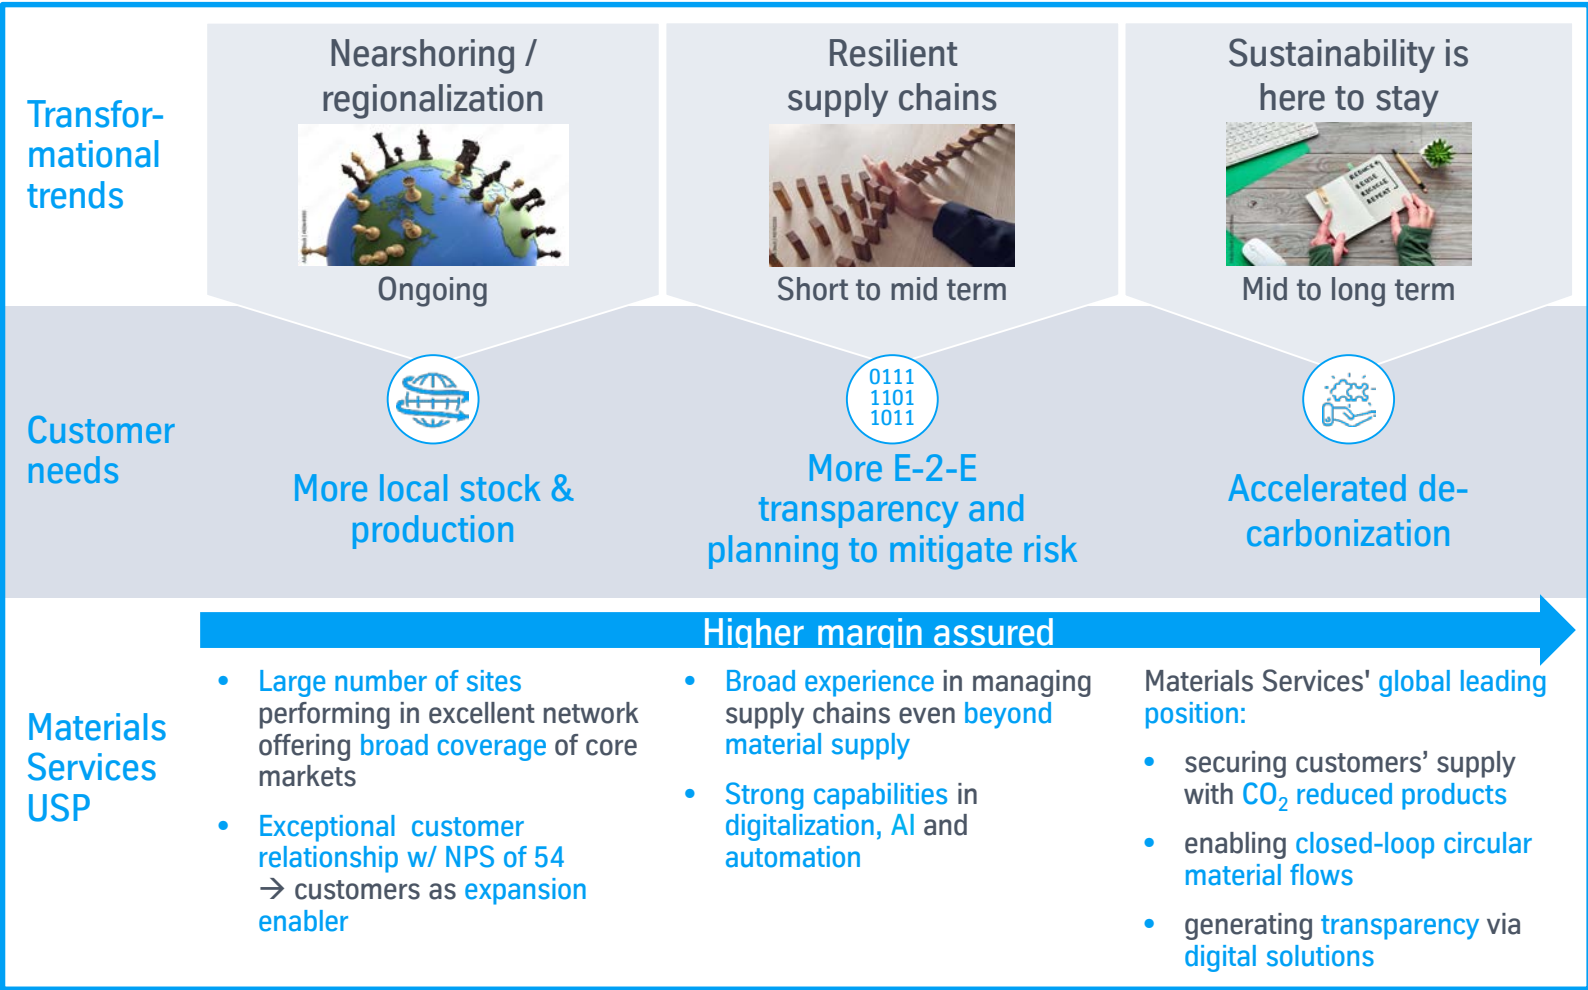 Transfor-
mational
trends
Nearshoring /
regionalization
Ongoing
Resilient
supply chains
Short to mid term
Sustainability is
here to stay
REDUCE
REUSE
RECYCLE
REPEAT
Mid to long term
Customer
needs
More local stock &
production
0111
1101
1011
More E-2-E
transparency and
planning to mitigate risk
Accelerated de-
carbonization
Higher margin assured
Materials
Services
USP
• Large number of sites
performing in excellent network
offering broad coverage of core
markets
• Exceptional customer
relationship w/ NPS of 54
→ customers as expansion
enabler
• Broad experience in managing
supply chains even beyond
material supply
• Strong capabilities in
digitalization, AI and
automation
Materials Services' global leading
position:
• securing customers’ supply
with CO₂ reduced products
• enabling closed-loop circular
material flows
• generating transparency via
digital solutions